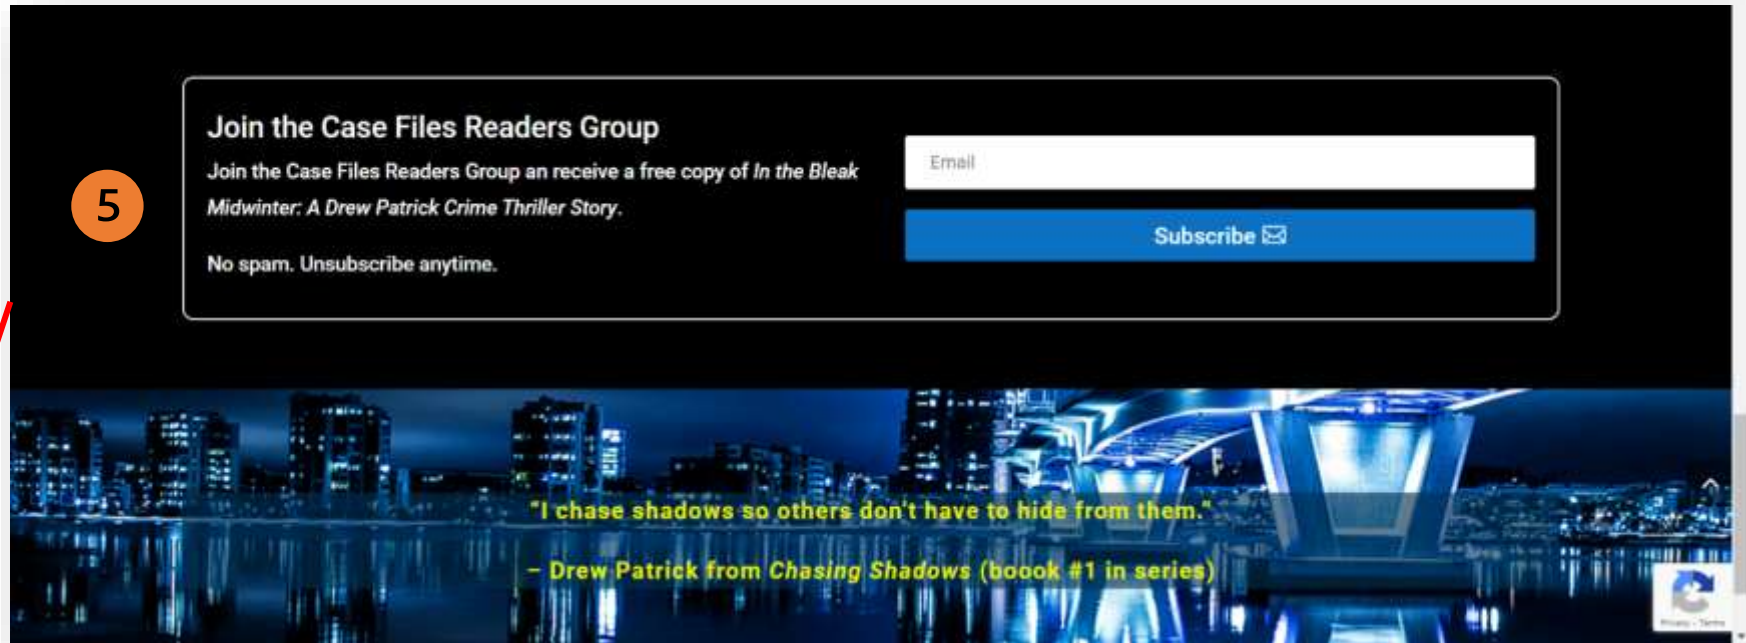 Join the Case Files Readers Group
Join the Case Files Readers Group an receive a free copy of In the Bleak
Midwinter: A Drew Patrick Crime Thriller Story.
No spam. Unsubscribe anytime.
5
Email
Subscribe
"I chase shadows so others don't have to hide from them."
– Drew Patrick from Chasing Shadows (boook #1 in series)
Privacy - Terms